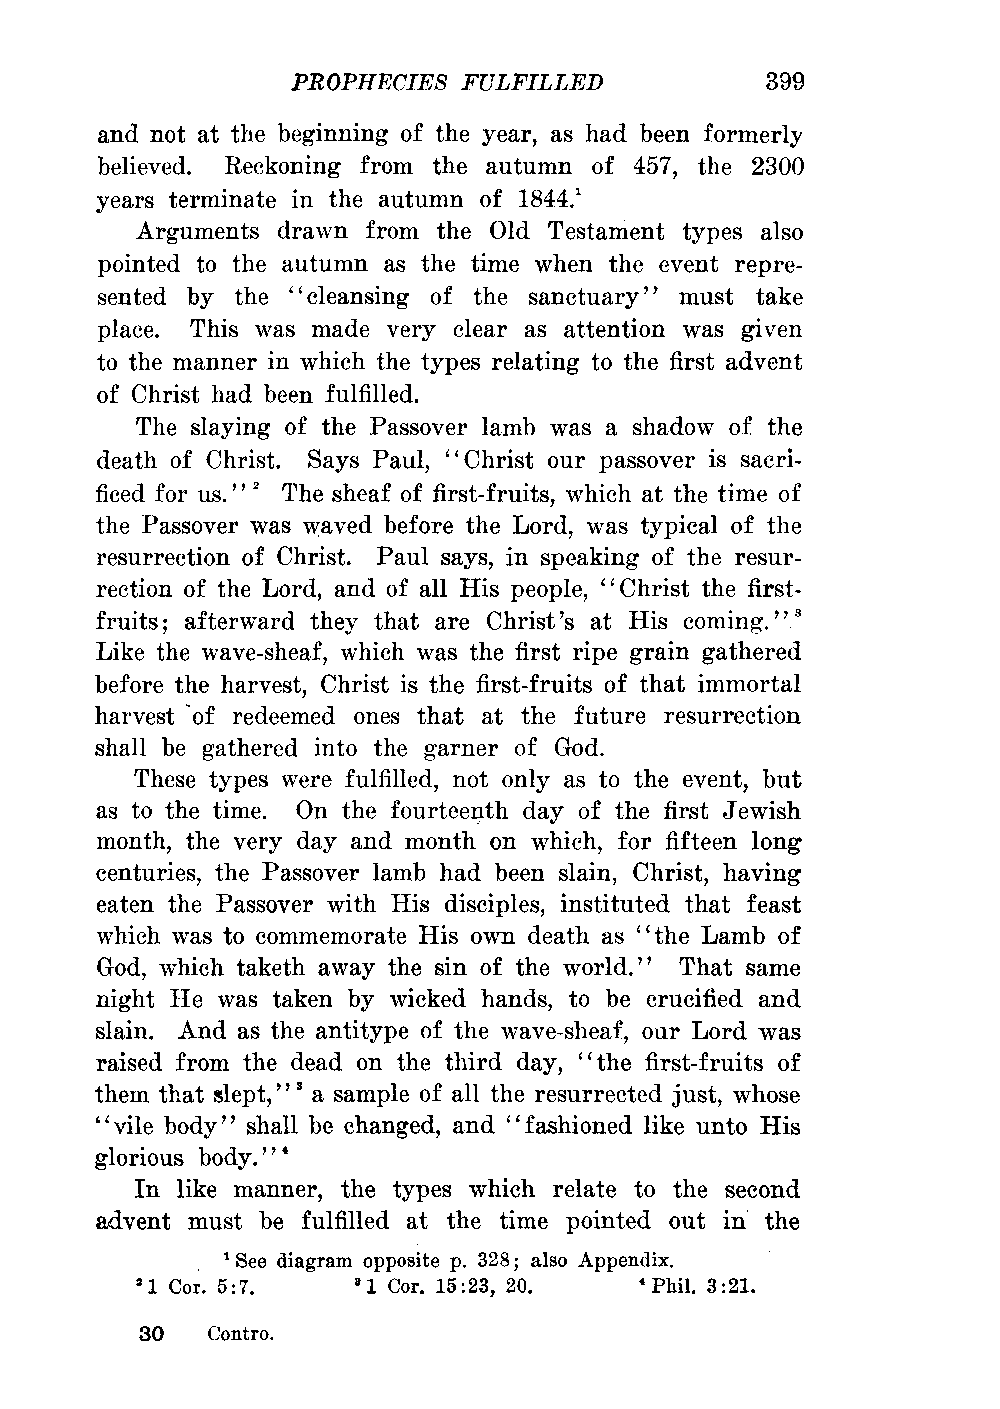 PROPHECIES FULFILLED 399
and not at the beginning of the year, as had been formerly
believed. Reckoning from the autumn of 457, the 2300
years terminate in the autumn of 1844.¹
Arguments drawn from the Old Testament types also
pointed to the autumn as the time when the event repre-
sented by the ‘‘cleansing of the sanctuary’’ must take
place. This was made very clear as attention was given
to the manner in which the types relating to the first advent
of Christ had been fulfilled.
The slaying of the Passover lamb was a shadow of the
death of Christ. Says Paul, ‘‘Christ our passover is sacri-
ficed for us.’’² The sheaf of first-fruits, which at the time of
the Passover was waved before the Lord, was typical of the
resurrection of Christ. Paul says, in speaking of the resur-
rection of the Lord, and of all His people, ‘‘Christ the first-
fruits; afterward they that are Christ's at His coming.’’³
Like the wave-sheaf, which was the first ripe grain gathered
before the harvest, Christ is the first-fruits of that immortal
harvest of redeemed ones that at the future resurrection
shall be gathered into the garner of God.
These types were fulfilled, not only as to the event, but
as to the time. On the fourteenth day of the first Jewish
month, the very day and month on which, for fifteen long
centuries, the Passover lamb had been slain, Christ, having
eaten the Passover with His disciples, instituted that feast
which was to commemorate His own death as ‘‘the Lamb of
God, which taketh away the sin of the world.’’ That same
night He was taken by wicked hands, to be crucified and
slain. And as the antitype of the wave-sheaf, our Lord was
raised from the dead on the third day, ‘‘the first-fruits of
them that slept,’’³ a sample of all the resurrected just, whose
‘‘vile body’’ shall be changed, and ‘‘fashioned like unto His
glorious body.’’⁴
In like manner, the types which relate to the second
advent must be fulfilled at the time pointed out in the
¹ See diagram opposite p. 328; also Appendix.
² 1 Cor. 5:7. ³ 1 Cor. 15:23, 20. ⁴ Phil. 3:21.
30 Contro.